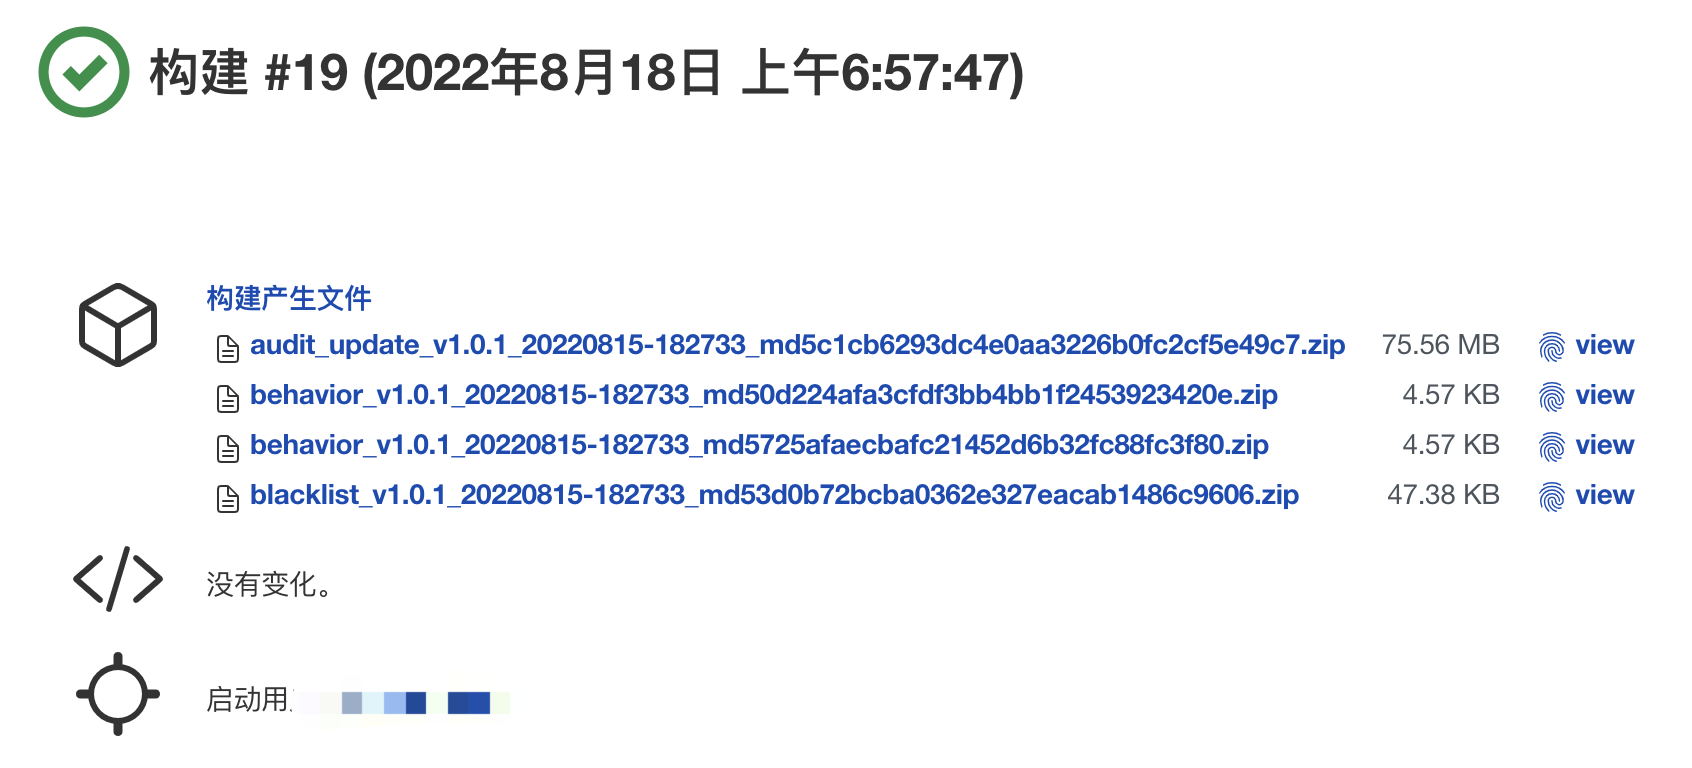 构建 #19 (2022年8月18日 上午6:57:47)
构建产生文件
audit_update_v1.0.1_20220815-182733_md5c1cb6293dc4e0aa3226b0fc2cf5e49c7.zip 75.56 MB view
behavior_v1.0.1_20220815-182733_md50d224afa3cfdf3bb4bb1f2453923420e.zip 4.57 KB view
behavior_v1.0.1_20220815-182733_md5725afaecbafc21452d6b32fc88fc3f80.zip 4.57 KB view
blacklist_v1.0.1_20220815-182733_md53d0b72bcba0362e327eacab1486c9606.zip 47.38 KB view
没有变化。
启动用